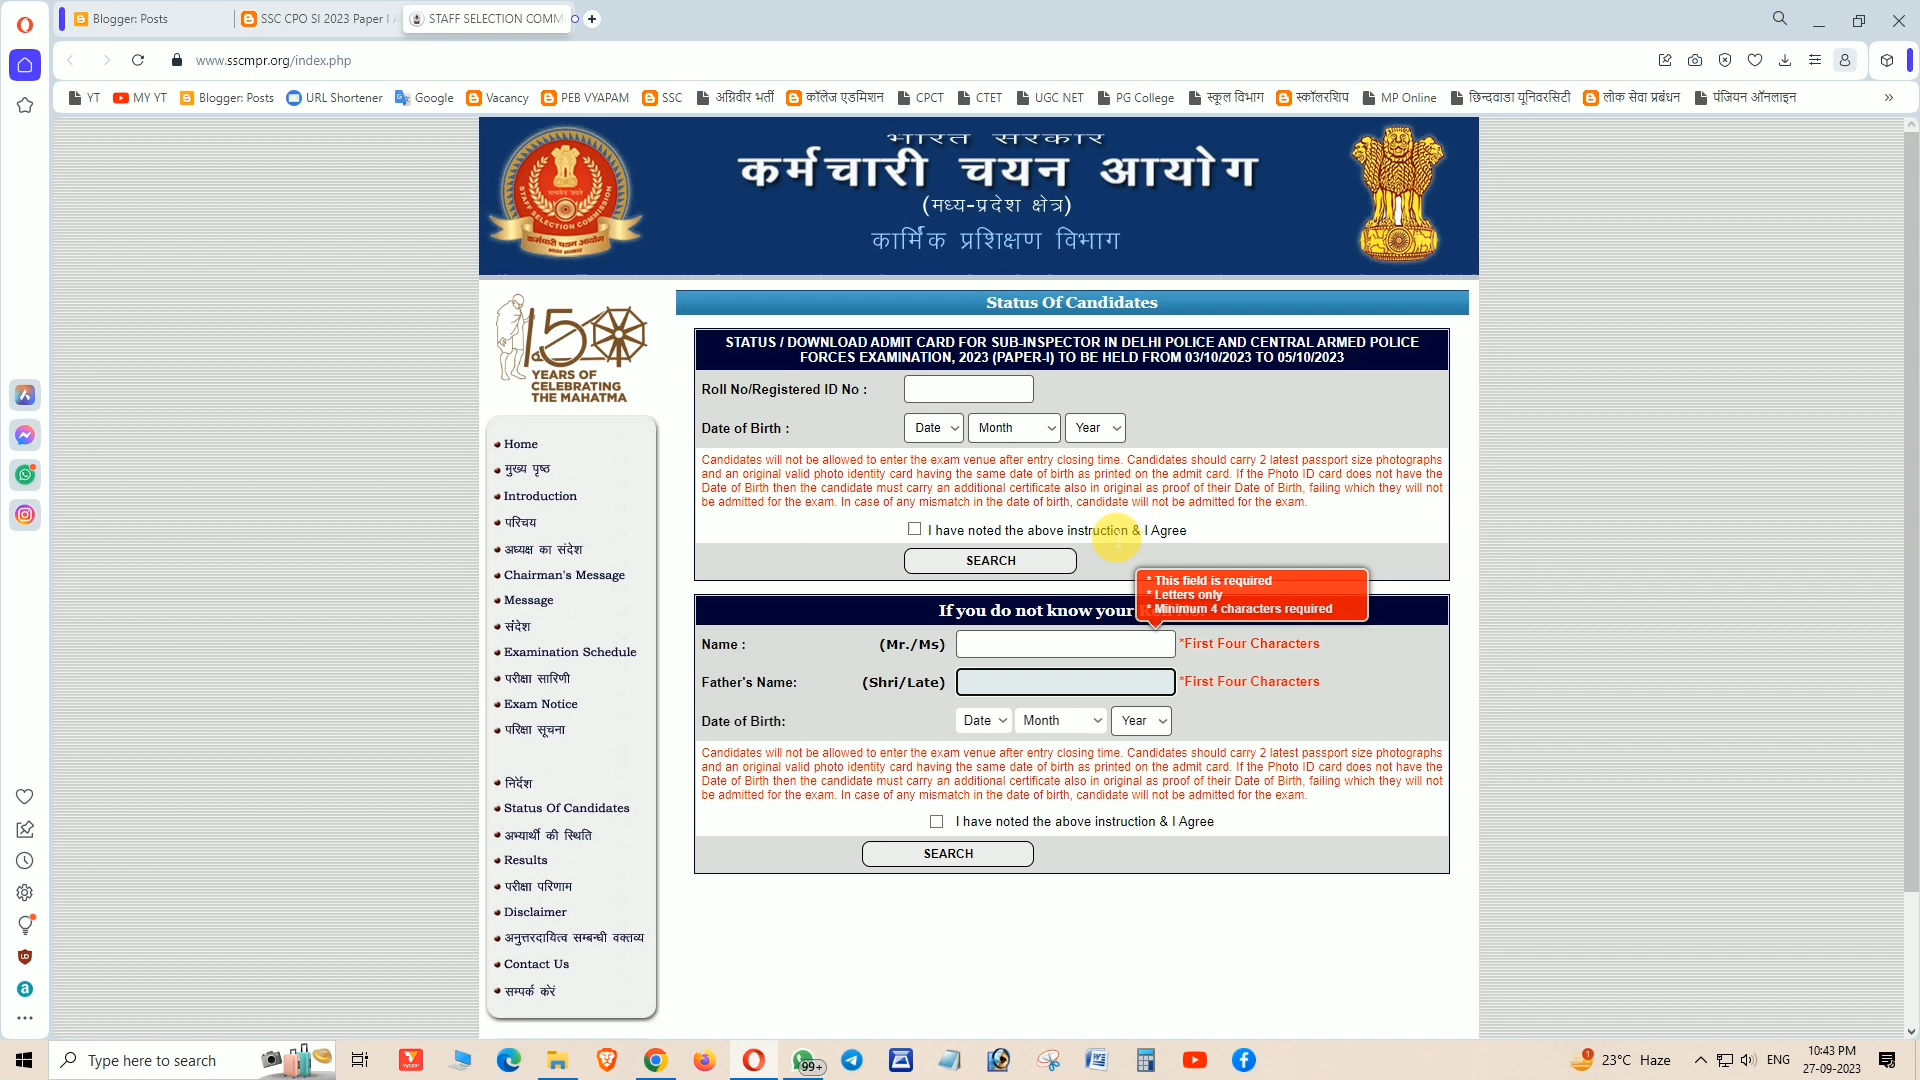 Blogger: Posts
SSC CPO SI 2023 Paper I
STAFF SELECTION COMM
www.sscmpr.org/index.php
YT
MY YT
Blogger: Posts
URL Shortener
Google
Vacancy
PEB VYAPAM
SSC
अग्निवीर भर्ती
कॉलेज एडमिशन
CPCT
CTET
UGC NET
PG College
स्कूल विभाग
स्कॉलरशिप
MP Online
छिन्दवाडा यूनिवरसिटी
लोक सेवा प्रबंधन
पंजियन ऑनलाइन
»
भारत सरकार
कर्मचारी चयन आयोग
(मध्य-प्रदेश क्षेत्र)
कार्मिक प्रशिक्षण विभाग
STAFF SELECTION COMMISSION
कर्मचारी चयन आयोग
150
YEARS OF
CELEBRATING
THE MAHATMA
Home
मुख्य पृष्ठ
Introduction
परिचय
अध्यक्ष का संदेश
Chairman's Message
Message
संदेश
Examination Schedule
परीक्षा सारिणी
Exam Notice
परिक्षा सूचना
निर्देश
Status Of Candidates
अभ्यार्थी की स्थिति
Results
परीक्षा परिणाम
Disclaimer
अनुत्तरदायित्व सम्बन्धी वक्तव्य
Contact Us
सम्पर्क करें
Status Of Candidates
STATUS / DOWNLOAD ADMIT CARD FOR SUB-INSPECTOR IN DELHI POLICE AND CENTRAL ARMED POLICE
FORCES EXAMINATION, 2023 (PAPER-I) TO BE HELD FROM 03/10/2023 TO 05/10/2023
Roll No/Registered ID No :
Date of Birth : Date Month Year
Candidates will not be allowed to enter the exam venue after entry closing time. Candidates should carry 2 latest passport size photographs
and an original valid photo identity card having the same date of birth as printed on the admit card. If the Photo ID card does not have the
Date of Birth then the candidate must carry an additional certificate also in original as proof of their Date of Birth, failing which they will not
be admitted for the exam. In case of any mismatch in the date of birth, candidate will not be admitted for the exam.
I have noted the above instruction & I Agree
SEARCH
* This field is required
* Letters only
* Minimum 4 characters required
If you do not know your
Name : (Mr./Ms) *First Four Characters
Father's Name: (Shri/Late) *First Four Characters
Date of Birth: Date Month Year
Candidates will not be allowed to enter the exam venue after entry closing time. Candidates should carry 2 latest passport size photographs
and an original valid photo identity card having the same date of birth as printed on the admit card. If the Photo ID card does not have the
Date of Birth then the candidate must carry an additional certificate also in original as proof of their Date of Birth, failing which they will not
be admitted for the exam. In case of any mismatch in the date of birth, candidate will not be admitted for the exam.
I have noted the above instruction & I Agree
SEARCH
Type here to search
99+
1
23°C Haze
ENG
10:43 PM
27-09-2023